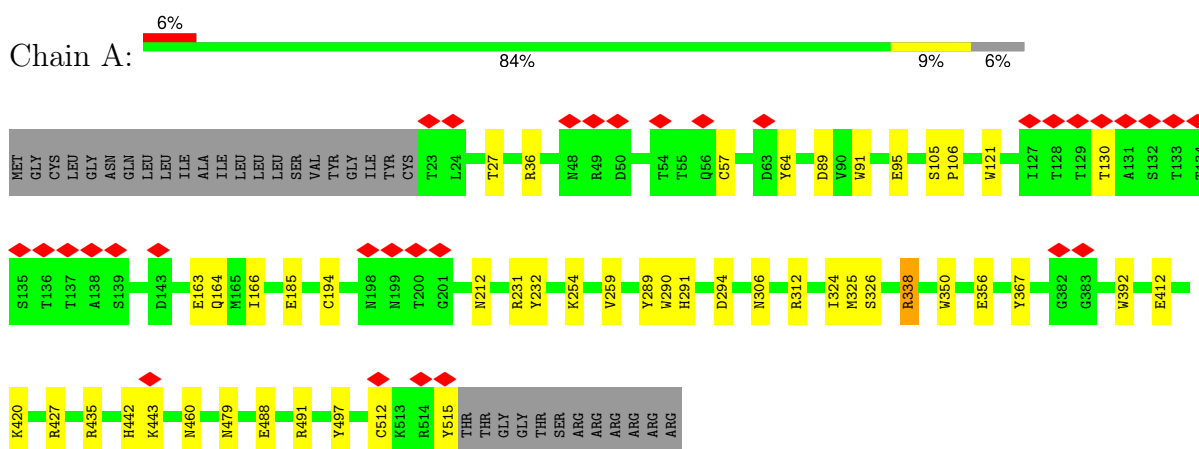 6%
Chain A:
84% 9% 6%
MET GLY CYS LEU GLY ASN GLN LEU LEU ILE ALA ILE LEU LEU LEU SER VAL TYR GLY ILE TYR CYS T23 L24 T27 R36 N48 R49 D50 T54 T55 Q56 C57 D63 Y64 D89 V90 W91 E95 S105 P106 W121 I127 T128 T129 T130 A131 S132 T133 T134
S135 T136 T137 A138 S139 D143 E163 Q164 M165 I166 E185 C194 N198 N199 T200 G201 N212 R231 Y232 K254 V259 Y289 W290 H291 D294 N306 R312 I324 M325 S326 R338 W350 E356 Y367 G382 G383 W392 E412
K420 R427 R435 H442 K443 N460 N479 E488 R491 Y497 C512 K513 R514 Y515 THR THR GLY GLY THR SER ARG ARG ARG ARG ARG ARG